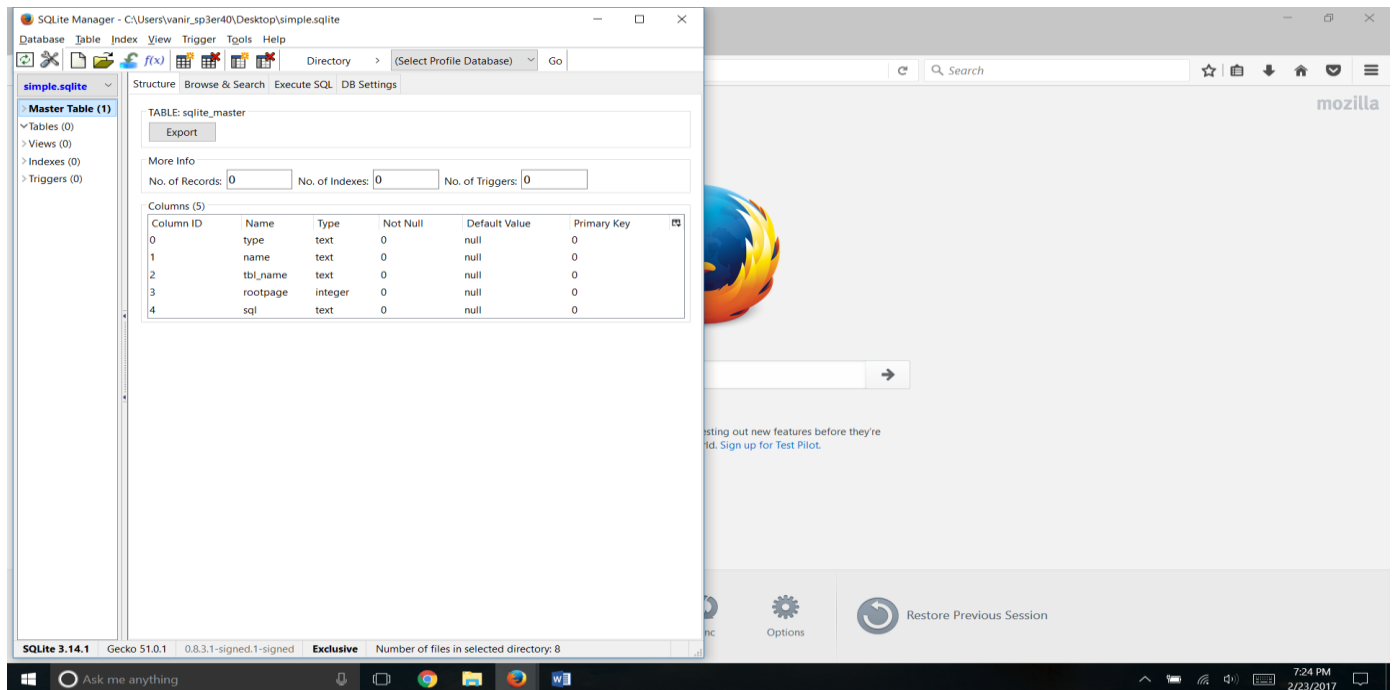 SQLite Manager - C:\Users\vanir_sp3er40\Desktop\simple.sqlite
Database Table Index View Trigger Tools Help
f(x) Directory > (Select Profile Database) Go
simple.sqlite
Structure Browse & Search Execute SQL DB Settings
Search
mozilla
Master Table (1)
Tables (0)
Views (0)
Indexes (0)
Triggers (0)
TABLE: sqlite_master
Export
More Info
No. of Records: 0 No. of Indexes: 0 No. of Triggers: 0
Columns (5)
Column ID Name Type Not Null Default Value Primary Key
0 type text 0 null 0
1 name text 0 null 0
2 tbl_name text 0 null 0
3 rootpage integer 0 null 0
4 sql text 0 null 0
esting out new features before they're
ld. Sign up for Test Pilot.
nc
Options
Restore Previous Session
SQLite 3.14.1 Gecko 51.0.1 0.8.3.1-signed.1-signed Exclusive Number of files in selected directory: 8
Ask me anything
7:24 PM
2/23/2017